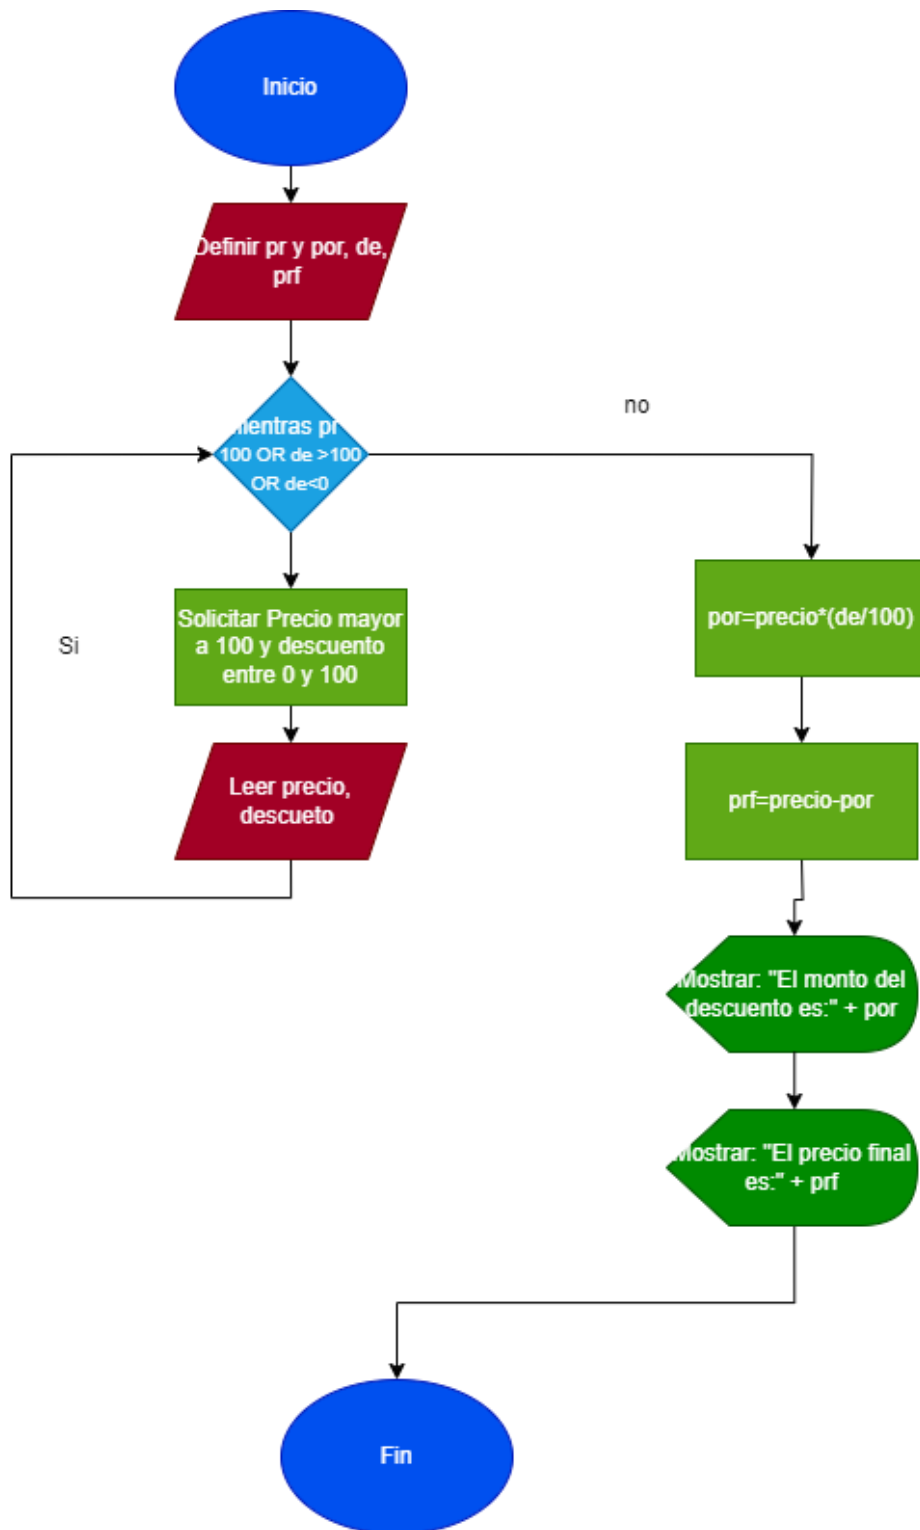 Inicio
Definir pr y por, de,
prf
mentras pr
100 OR de >100
OR de<0
no
Si
Solicitar Precio mayor
a 100 y descuento
entre 0 y 100
Leer precio,
descueto
por=precio*(de/100)
prf=precio-por
Mostrar: "El monto del
descuento es:" + por
Mostrar: "El precio final
es:" + prf
Fin